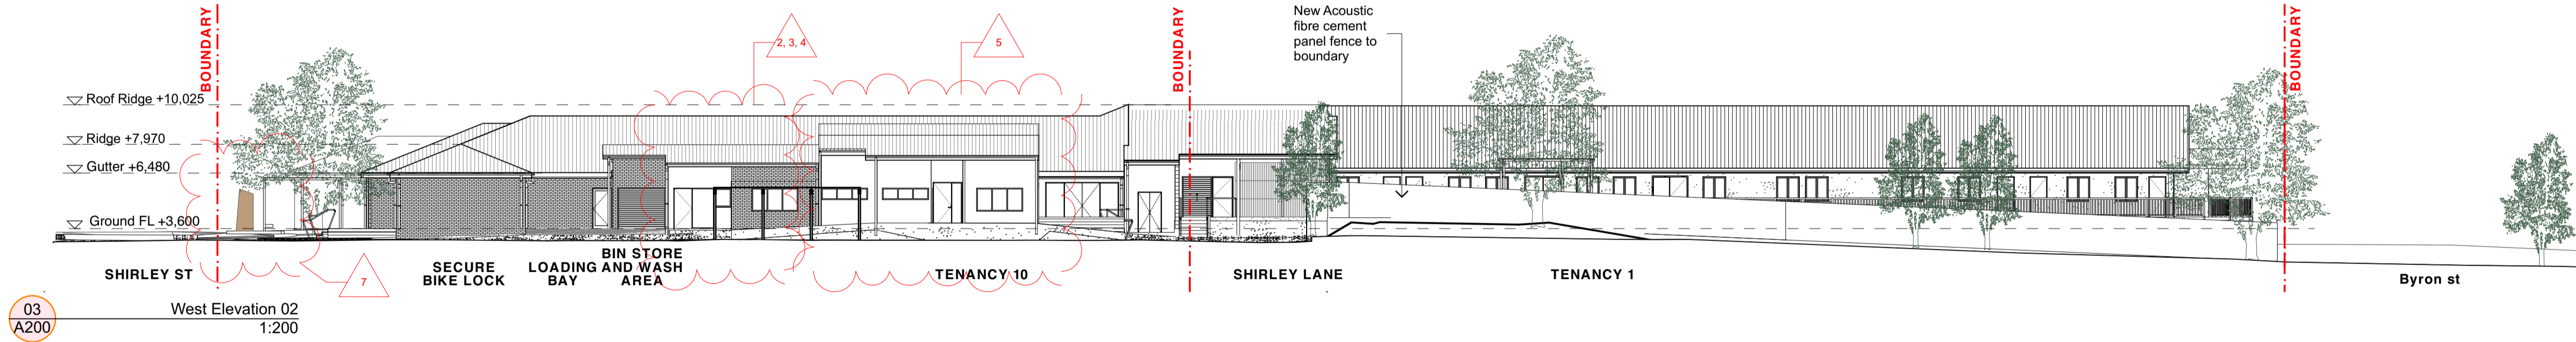 BOUNDARY
BOUNDARY
BOUNDARY
New Acoustic
fibre cement
panel fence to
boundary
2, 3, 4
5
Roof Ridge +10,025
Ridge +7,970
Gutter +6,480
Ground FL +3,600
SHIRLEY ST
SECURE
BIKE LOCK
LOADING
BAY
BIN STORE
AND WASH
AREA
TENANCY 10
SHIRLEY LANE
TENANCY 1
Byron st
7
03
A200
West Elevation 02
1:200